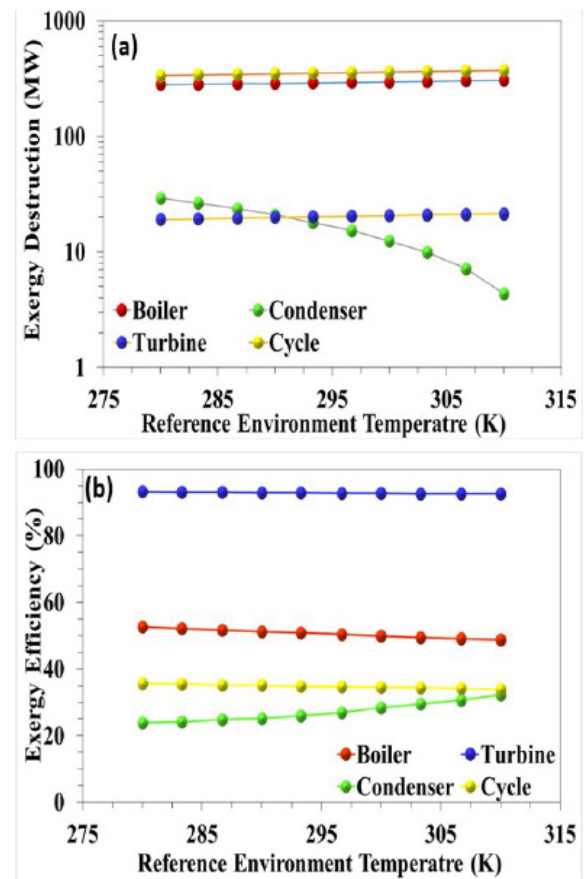 (a)
Exergy Destruction (MW)
1000
100
10
1
Boiler
Condenser
Turbine
Cycle
275
285
295
305
315
Reference Environment Temperatre (K)
(b)
Exergy Efficiency (%)
100
80
60
40
20
0
Boiler
Turbine
Condenser
Cycle
275
285
295
305
315
Reference Environment Temperatre (K)